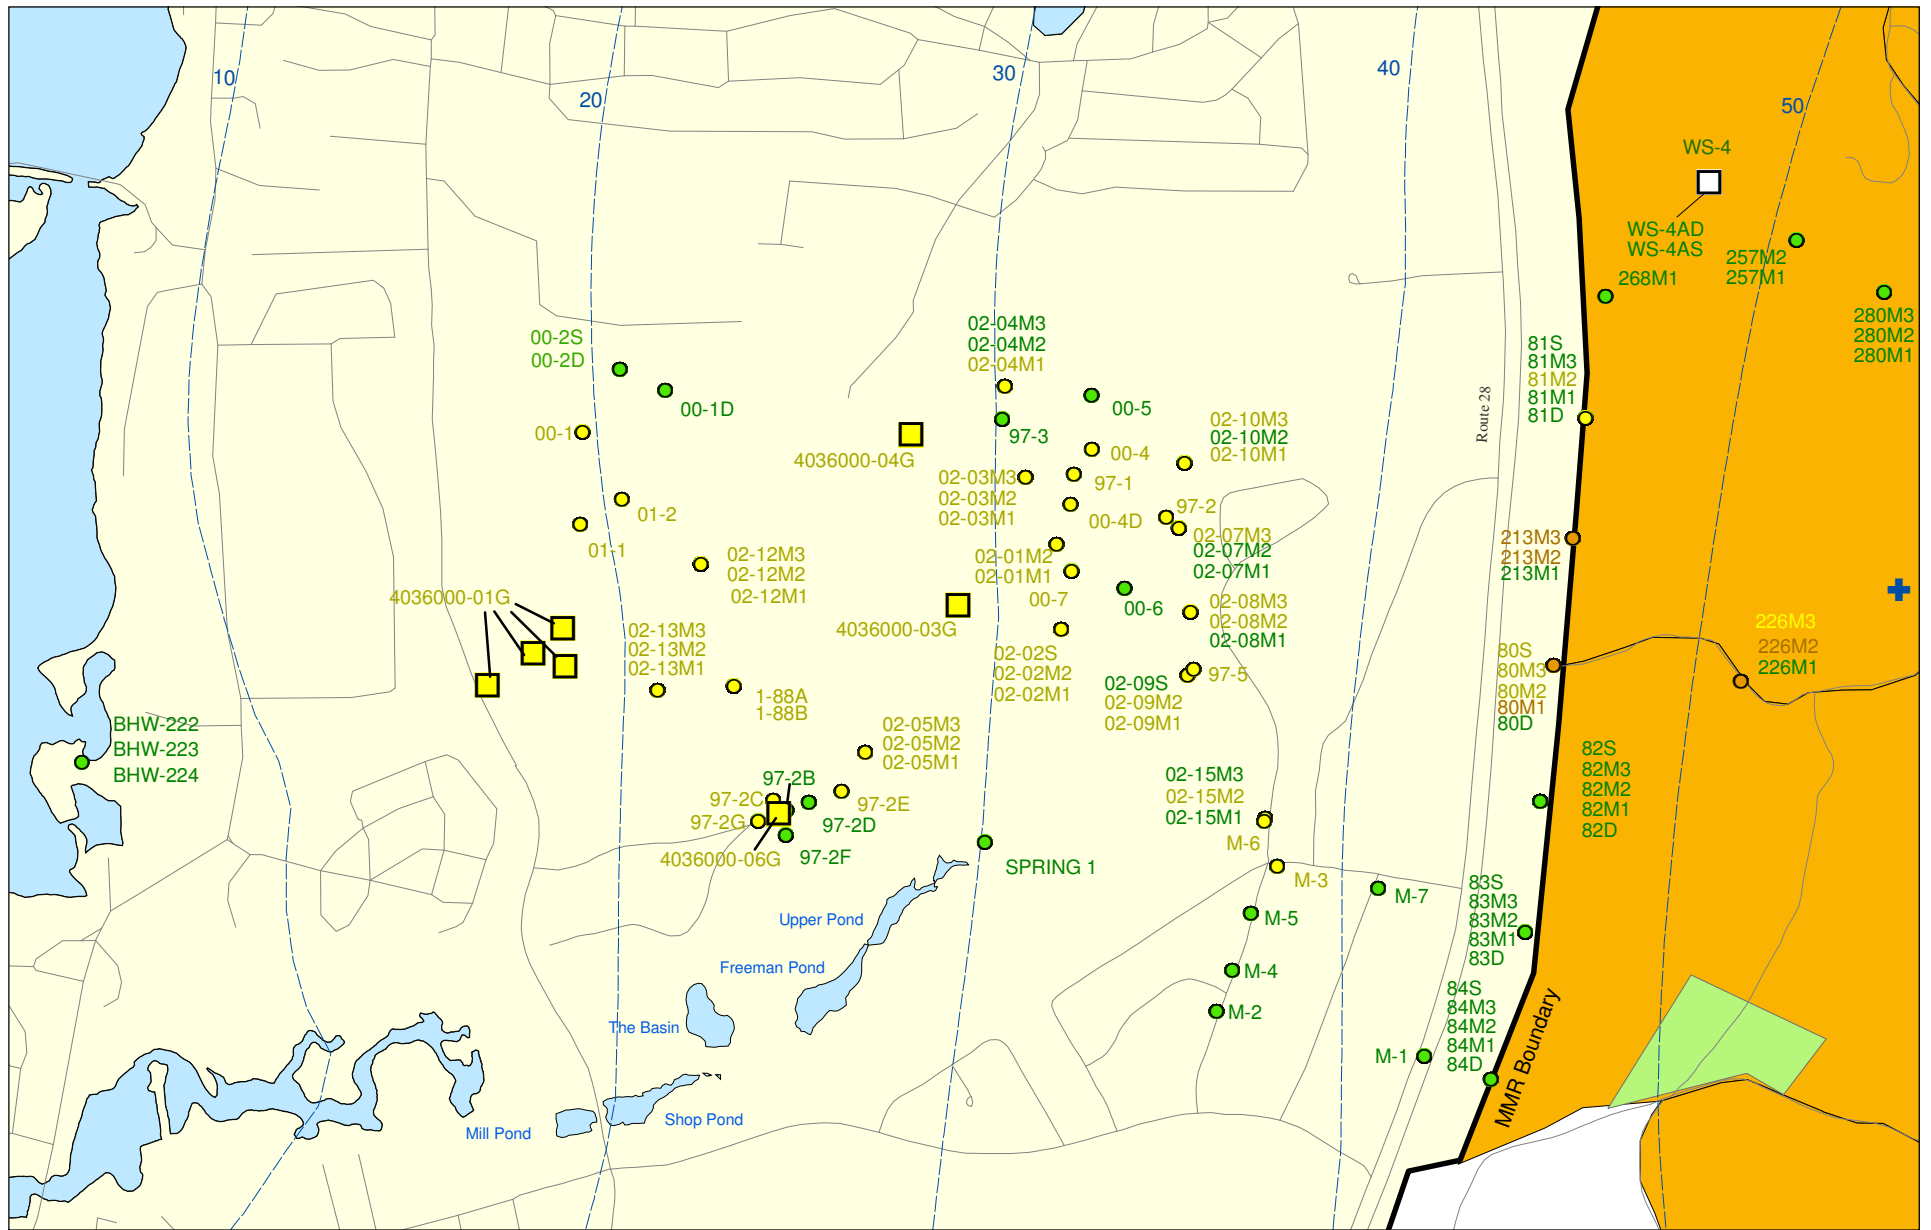 10
20
30
40
50
WS-4
WS-4AD
WS-4AS
257M2
257M1
268M1
280M3
280M2
280M1
00-2S
00-2D
00-1D
00-1
02-04M3
02-04M2
02-04M1
97-3
00-5
4036000-04G
00-4
97-1
02-10M3
02-10M2
02-10M1
Route 28
81S
81M3
81M2
81M1
81D
02-03M3
02-03M2
02-03M1
00-4D
97-2
02-07M3
02-07M2
02-07M1
01-2
01-1
02-12M3
02-12M2
02-12M1
02-01M2
02-01M1
00-7
00-6
213M3
213M2
213M1
4036000-01G
4036000-03G
02-13M3
02-13M2
02-13M1
02-02S
02-02M2
02-02M1
02-08M3
02-08M2
02-08M1
226M3
226M2
226M1
80S
80M3
80M2
80M1
80D
97-5
02-09S
02-09M2
02-09M1
1-88A
1-88B
BHW-222
BHW-223
BHW-224
02-05M3
02-05M2
02-05M1
97-2B
97-2C
97-2E
97-2G
97-2D
4036000-06G
97-2F
02-15M3
02-15M2
02-15M1
M-6
82S
82M3
82M2
82M1
82D
SPRING 1
M-3
M-7
M-5
83S
83M3
83M2
83M1
83D
Upper Pond
Freeman Pond
M-4
M-2
The Basin
84S
84M3
84M2
84M1
84D
M-1
MMR Boundary
Mill Pond
Shop Pond